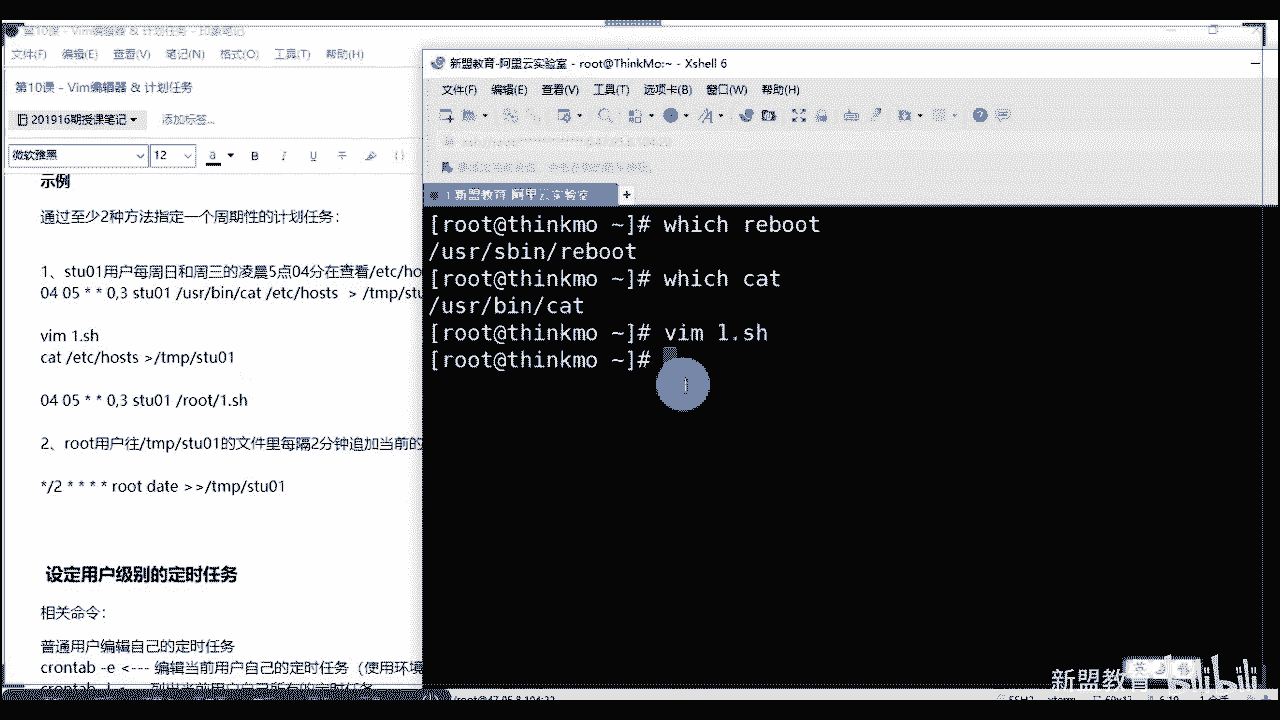 第10课 - Vim编辑器 & 计划任务 - 印象笔记
文件(F) 编辑(E) 查看(V) 笔记(N) 格式(O) 工具(T) 帮助(H)
第10课 - Vim编辑器 & 计划任务
201916期授课笔记 添加标签...
微软雅黑 12 a B I U
示例
通过至少2种方法指定一个周期性的计划任务：
1、stu01用户每周日和周三的凌晨5点04分在查看/etc/ho
04 05 * * 0,3 stu01 /usr/bin/cat /etc/hosts > /tmp/stu
vim 1.sh
cat /etc/hosts >/tmp/stu01
04 05 * * 0,3 stu01 /root/1.sh
2、root用户往/tmp/stu01的文件里每隔2分钟追加当前的
*/2 * * * * root date >>/tmp/stu01
设定用户级别的定时任务
相关命令：
普通用户编辑自己的定时任务
crontab -e <--- 编辑当前用户自己的定时任务（使用环境
新盟教育-阿里云实验室 - root@ThinkMo:~ - Xshell 6
文件(F) 编辑(E) 查看(V) 工具(T) 选项卡(B) 窗口(W) 帮助(H)
1 新盟教育-阿里云实验室 +
[root@thinkmo ~]# which reboot
/usr/sbin/reboot
[root@thinkmo ~]# which cat
/usr/bin/cat
[root@thinkmo ~]# vim 1.sh
[root@thinkmo ~]#
新盟教育 bilibili